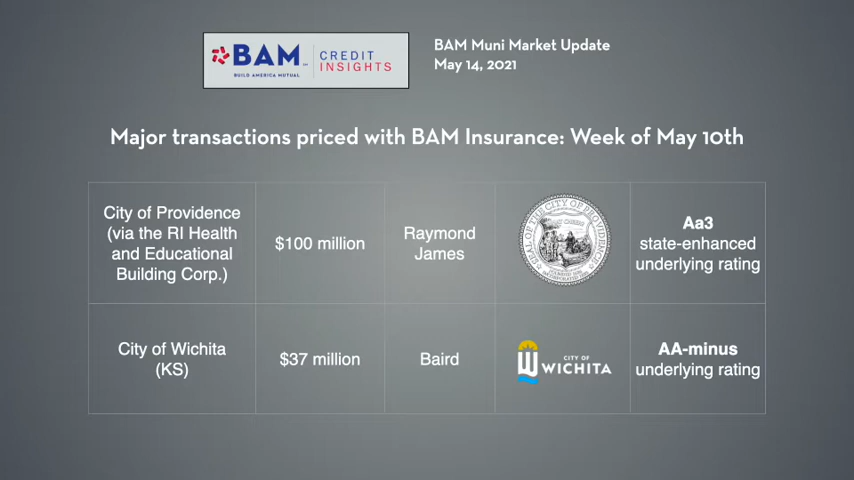 BAM
BUILD AMERICA MUTUAL
CREDIT
INSIGHTS
BAM Muni Market Update
May 14, 2021
Major transactions priced with BAM Insurance: Week of May 10th
City of Providence
(via the RI Health
and Educational
Building Corp.)
$100 million
Raymond
James
Aa3
state-enhanced
underlying rating
City of Wichita
(KS)
$37 million
Baird
CITY OF
WICHITA
AA-minus
underlying rating